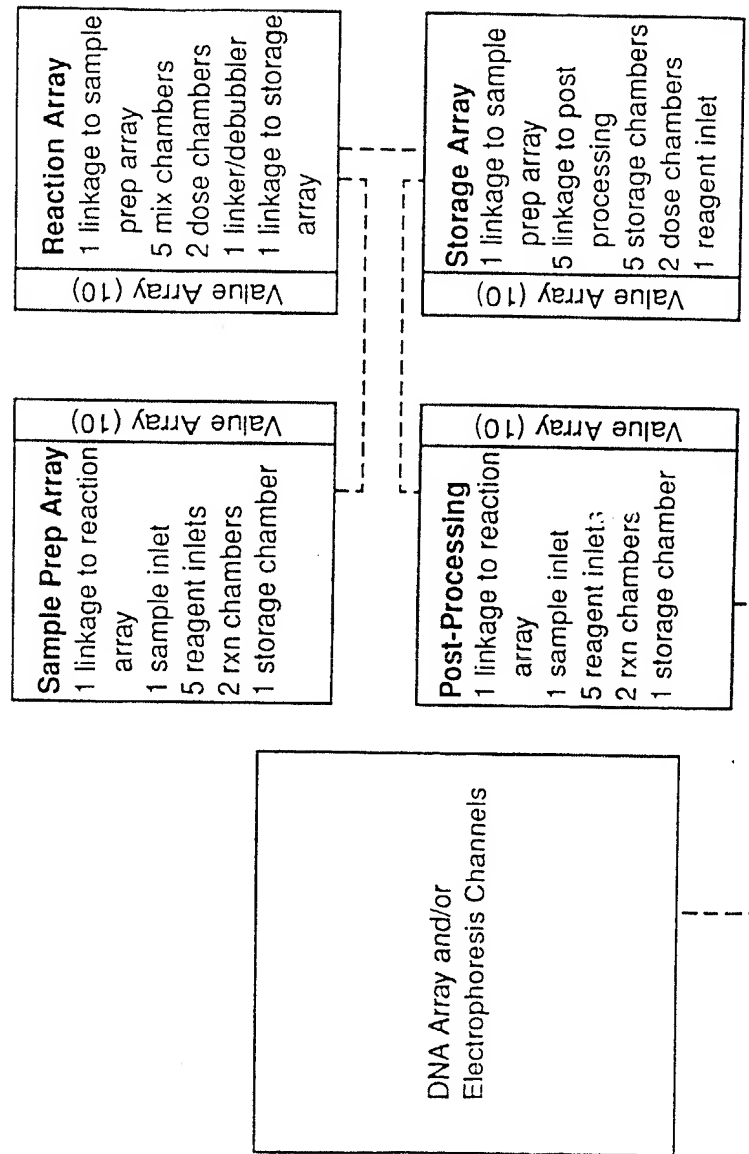 Reaction Array
1 linkage to sample
prep array
5 mix chambers
2 dose chambers
1 linker/debubbler
1 linkage to storage
array
Value Array (10)
Storage Array
1 linkage to sample
prep array
5 linkage to post
processing
5 storage chambers
2 dose chambers
1 reagent inlet
Value Array (10)
Sample Prep Array
1 linkage to reaction
array
1 sample inlet
5 reagent inlets
2 rxn chambers
1 storage chamber
Value Array (10)
Post-Processing
1 linkage to reaction
array
1 sample inlet
5 reagent inlets
2 rxn chambers
1 storage chamber
Value Array (10)
DNA Array and/or
Electrophoresis Channels